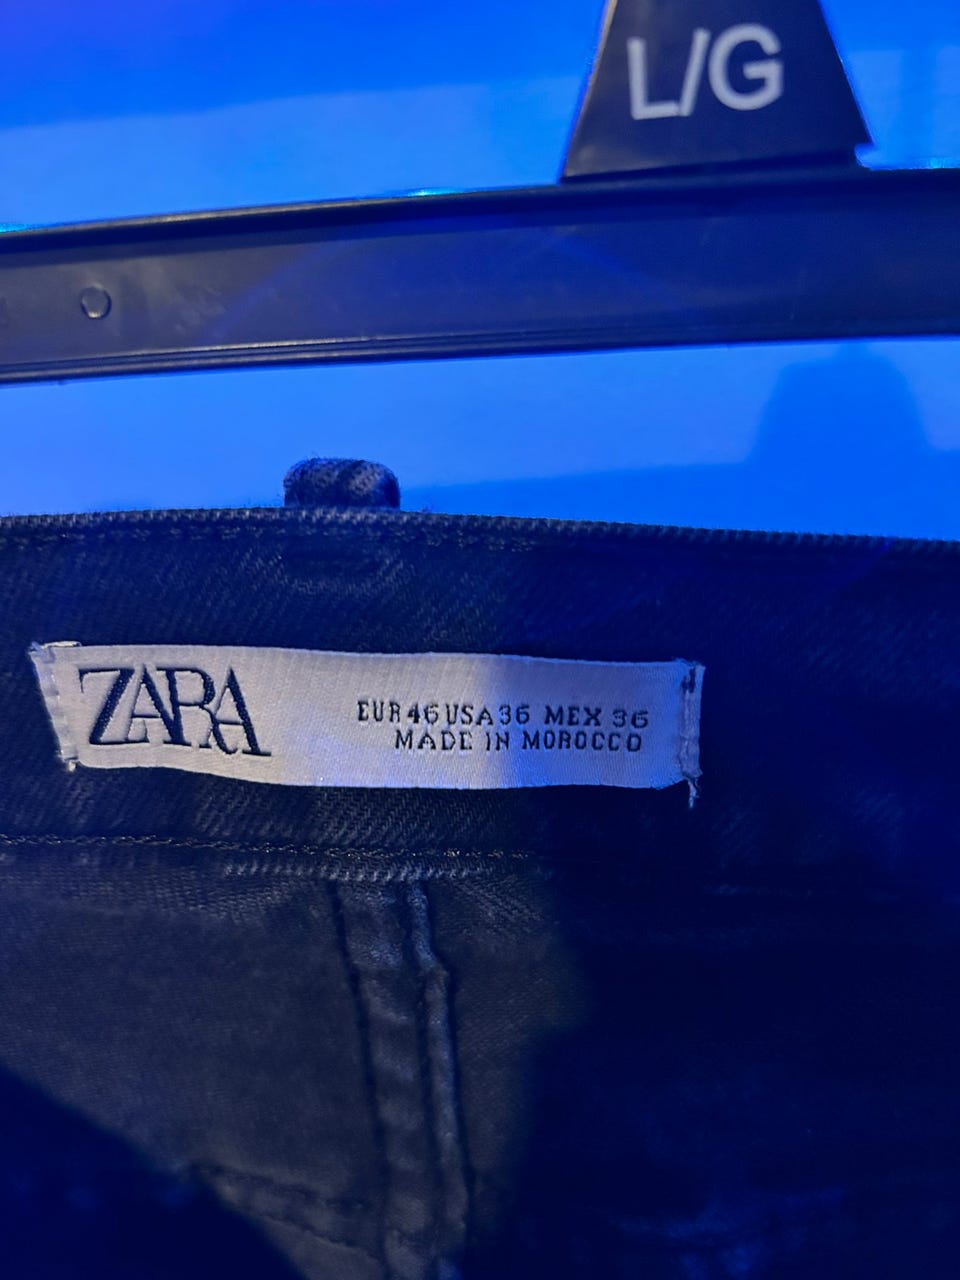 L/G
ZARA
EUR 46 USA 36 MEX 36
MADE IN MOROCCO